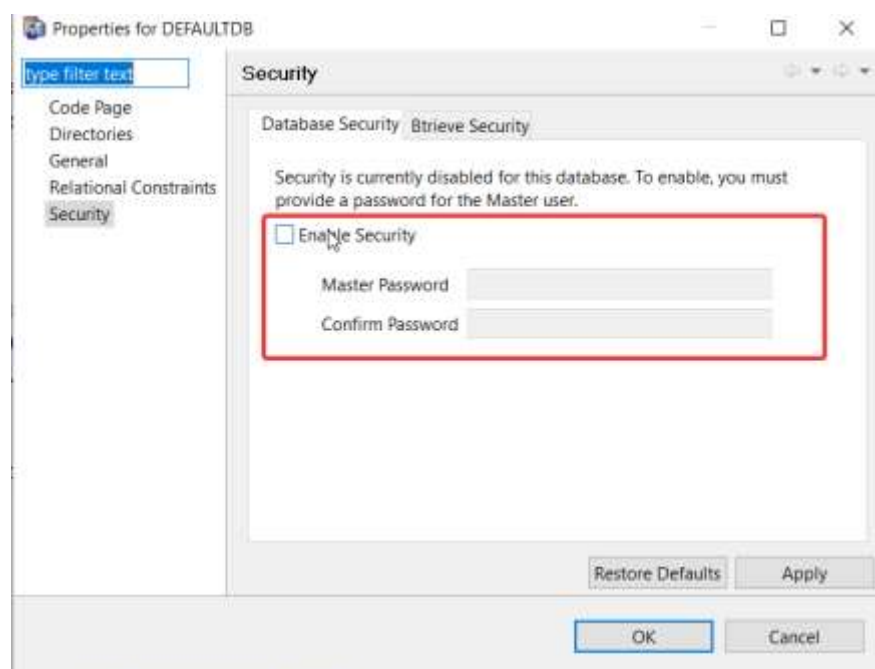 Properties for DEFAULTDB
type filter text
Code Page
Directories
General
Relational Constraints
Security
Security
Database Security
Btrieve Security
Security is currently disabled for this database. To enable, you must
provide a password for the Master user.
Enable Security
Master Password
Confirm Password
Restore Defaults
Apply
OK
Cancel